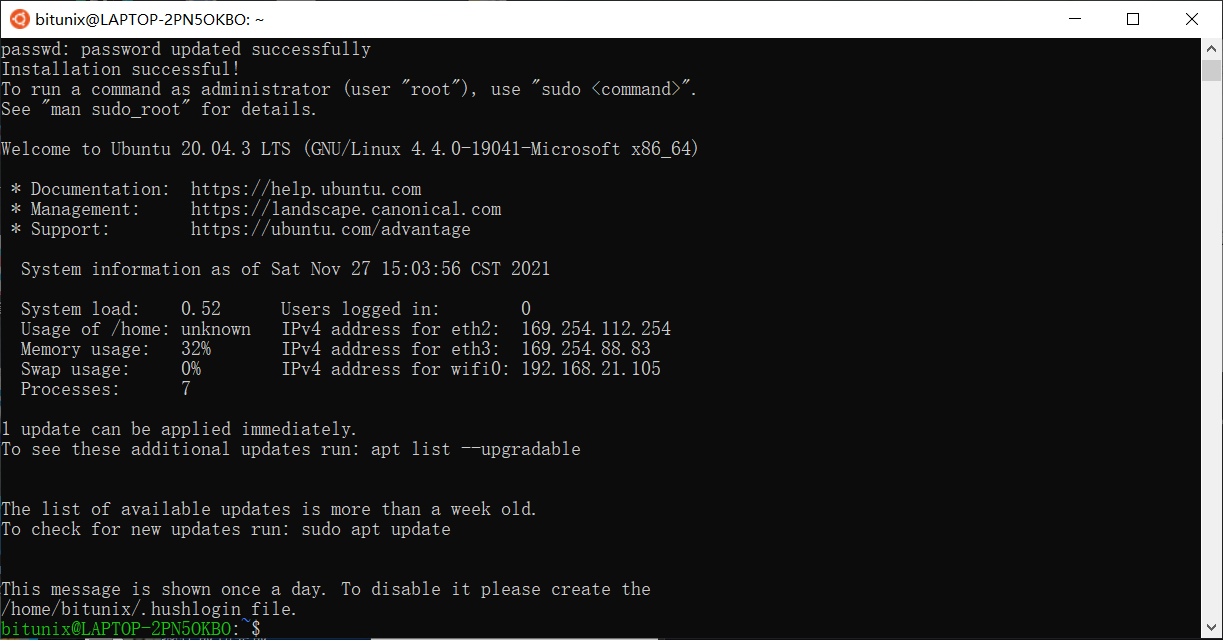 bitunix@LAPTOP-2PN5OKBO: ~
passwd: password updated successfully
Installation successful!
To run a command as administrator (user "root"), use "sudo <command>".
See "man sudo_root" for details.
Welcome to Ubuntu 20.04.3 LTS (GNU/Linux 4.4.0-19041-Microsoft x86_64)
* Documentation:  https://help.ubuntu.com
* Management:     https://landscape.canonical.com
* Support:        https://ubuntu.com/advantage
System information as of Sat Nov 27 15:03:56 CST 2021
System load:    0.52      Users logged in:        0
Usage of /home: unknown   IPv4 address for eth2:  169.254.112.254
Memory usage:   32%       IPv4 address for eth3:  169.254.88.83
Swap usage:     0%        IPv4 address for wifi0: 192.168.21.105
Processes:      7
1 update can be applied immediately.
To see these additional updates run: apt list --upgradable
The list of available updates is more than a week old.
To check for new updates run: sudo apt update
This message is shown once a day. To disable it please create the
/home/bitunix/.hushlogin file.
bitunix@LAPTOP-2PN5OKBO:~$